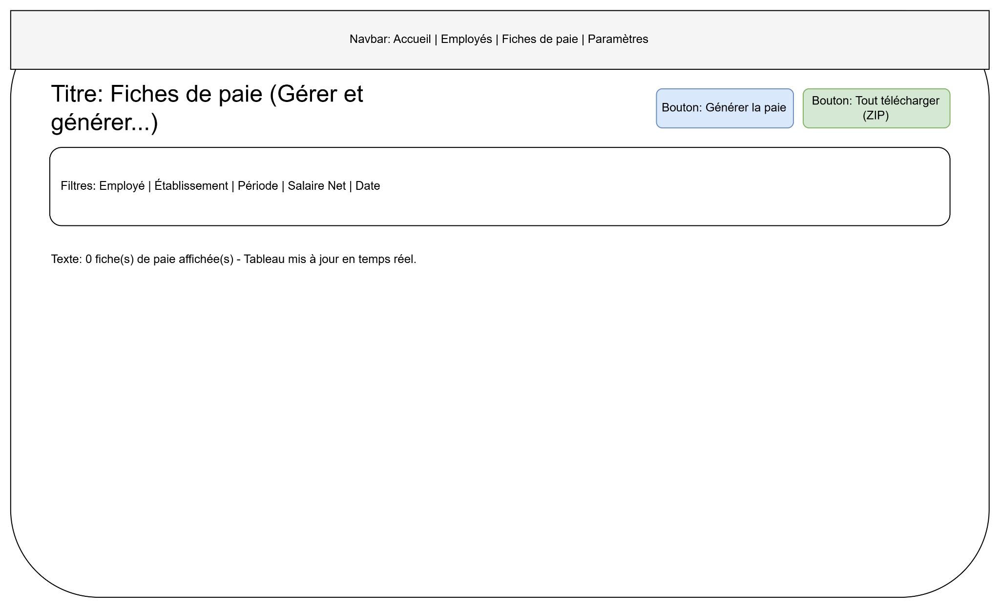 Navbar: Accueil | Employés | Fiches de paie | Paramètres
Titre: Fiches de paie (Gérer et
générer...)
Bouton: Générer la paie
Bouton: Tout télécharger
(ZIP)
Filtres: Employé | Établissement | Période | Salaire Net | Date
Texte: 0 fiche(s) de paie affichée(s) - Tableau mis à jour en temps réel.